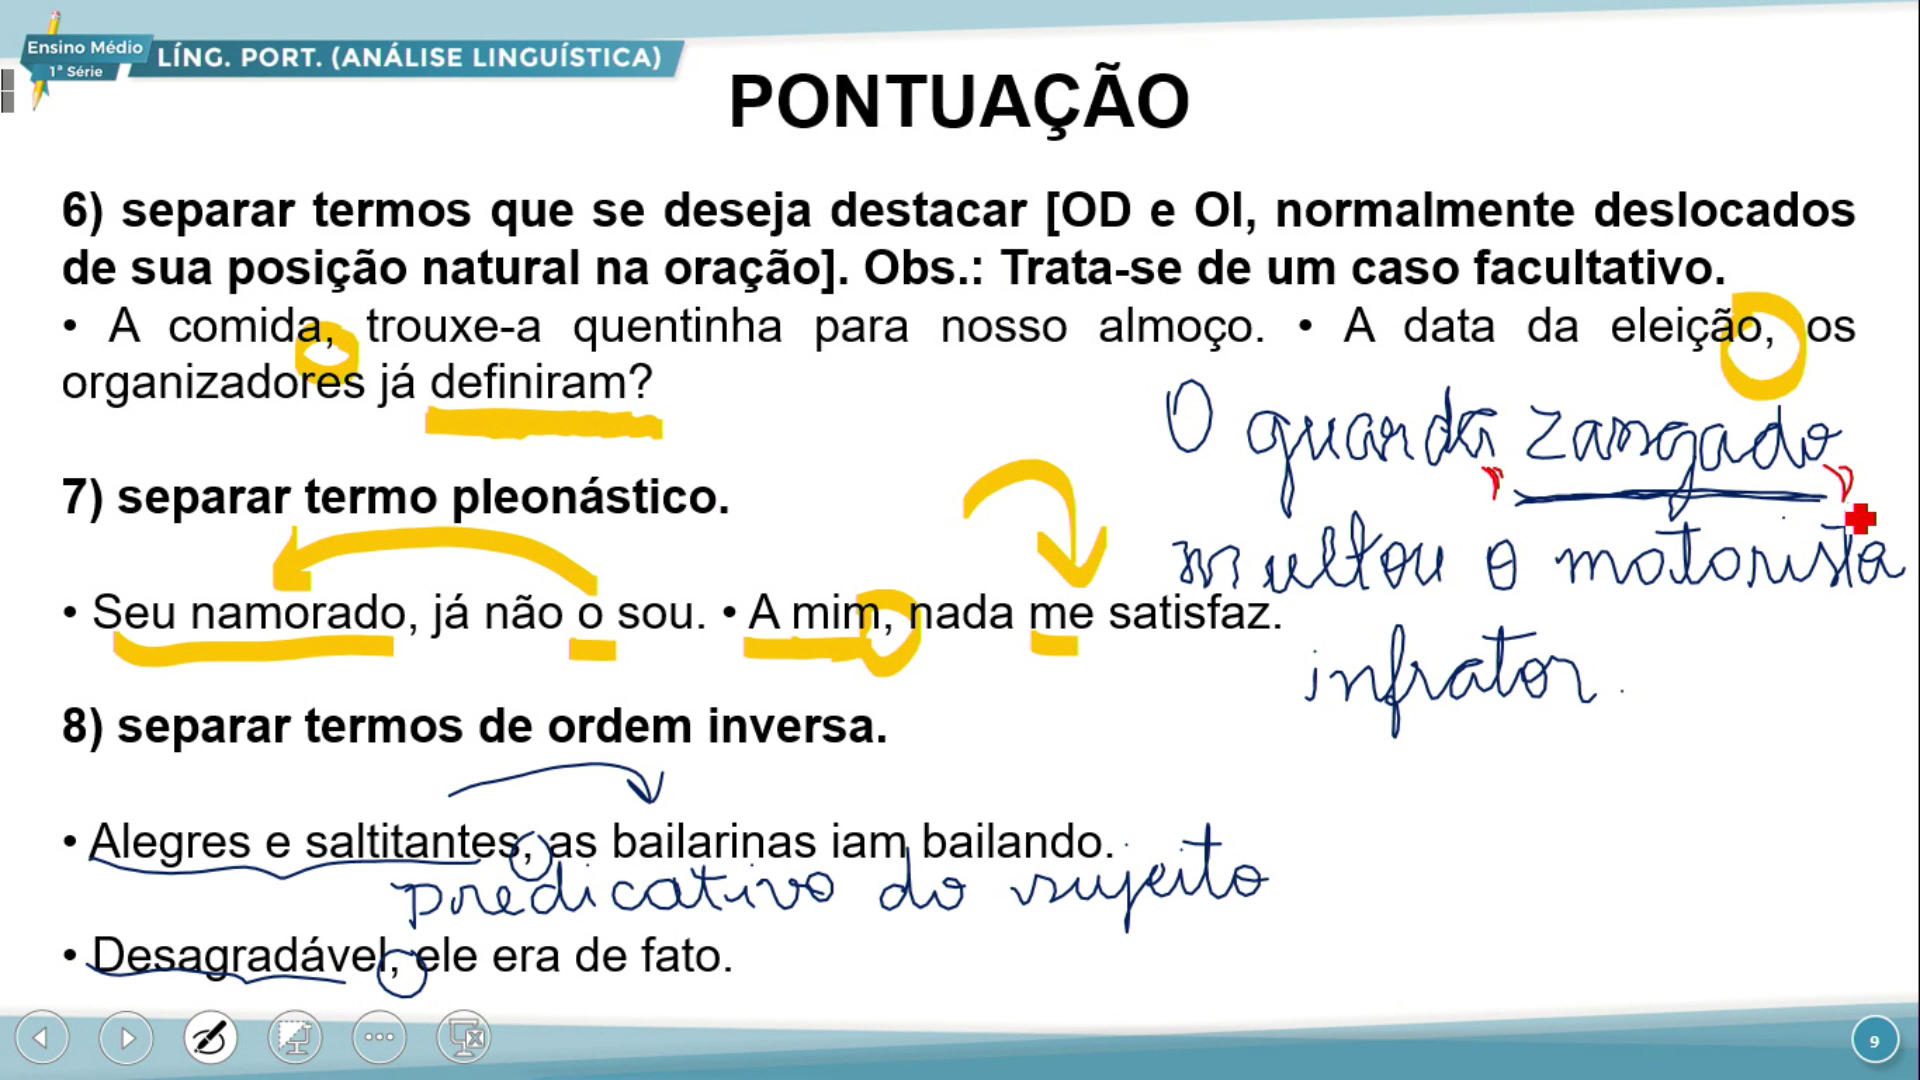 Ensino Médio
1ª Série
LÍNG. PORT. (ANÁLISE LINGUÍSTICA)
PONTUAÇÃO
6) separar termos que se deseja destacar [OD e OI, normalmente deslocados
de sua posição natural na oração]. Obs.: Trata-se de um caso facultativo.
• A comida, trouxe-a quentinha para nosso almoço. • A data da eleição, os
organizadores já definiram?
O guarda, zangado,
7) separar termo pleonástico.
multou o motorista
• Seu namorado, já não o sou. • A mim, nada me satisfaz.
infrator.
8) separar termos de ordem inversa.
• Alegres e saltitantes, as bailarinas iam bailando.
predicativo do sujeito
• Desagradável, ele era de fato.
9